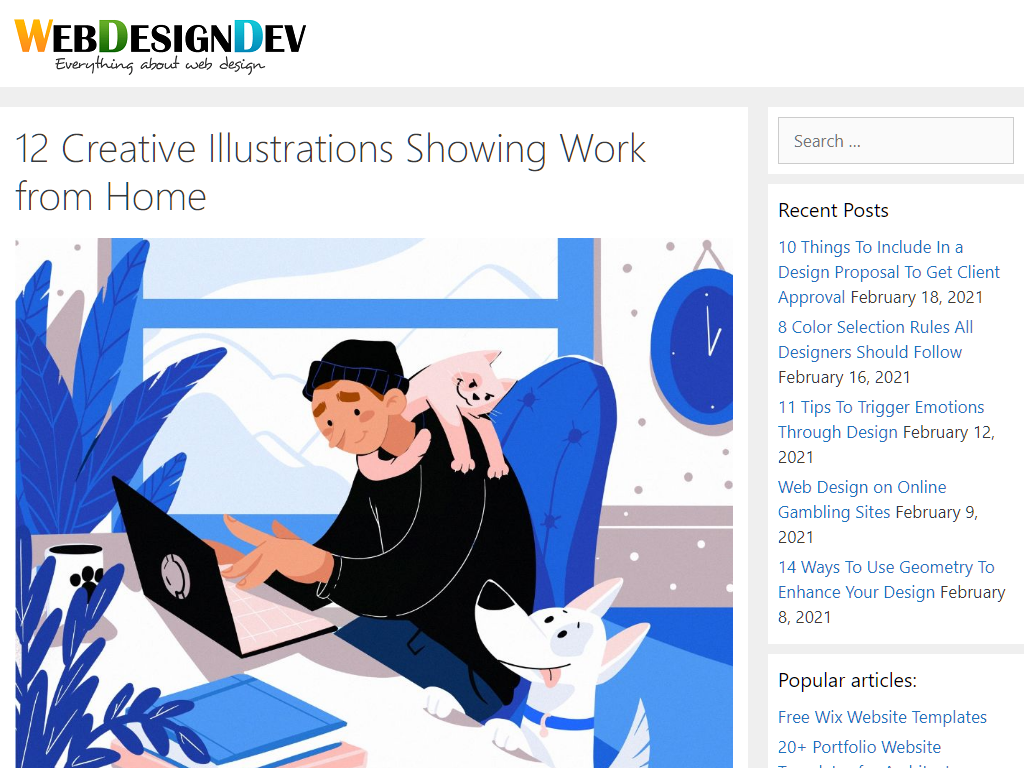 WEBDESIGNDEV
Everything about web design
12 Creative Illustrations Showing Work
from Home
Search ...
Recent Posts
10 Things To Include In a
Design Proposal To Get Client
Approval February 18, 2021
8 Color Selection Rules All
Designers Should Follow
February 16, 2021
11 Tips To Trigger Emotions
Through Design February 12,
2021
Web Design on Online
Gambling Sites February 9,
2021
14 Ways To Use Geometry To
Enhance Your Design February
8, 2021
Popular articles:
Free Wix Website Templates
20+ Portfolio Website